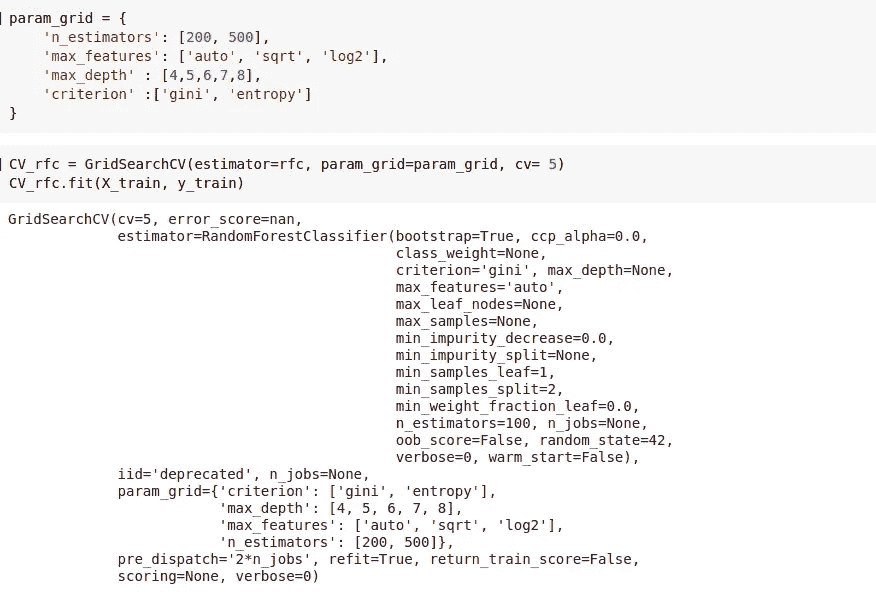 param_grid = {
    'n_estimators': [200, 500],
    'max_features': ['auto', 'sqrt', 'log2'],
    'max_depth' : [4,5,6,7,8],
    'criterion' :['gini', 'entropy']
}
CV_rfc = GridSearchCV(estimator=rfc, param_grid=param_grid, cv= 5)
CV_rfc.fit(X_train, y_train)
GridSearchCV(cv=5, error_score=nan,
             estimator=RandomForestClassifier(bootstrap=True, ccp_alpha=0.0,
                                              class_weight=None,
                                              criterion='gini', max_depth=None,
                                              max_features='auto',
                                              max_leaf_nodes=None,
                                              max_samples=None,
                                              min_impurity_decrease=0.0,
                                              min_impurity_split=None,
                                              min_samples_leaf=1,
                                              min_samples_split=2,
                                              min_weight_fraction_leaf=0.0,
                                              n_estimators=100, n_jobs=None,
                                              oob_score=False, random_state=42,
                                              verbose=0, warm_start=False),
             iid='deprecated', n_jobs=None,
             param_grid={'criterion': ['gini', 'entropy'],
                         'max_depth': [4, 5, 6, 7, 8],
                         'max_features': ['auto', 'sqrt', 'log2'],
                         'n_estimators': [200, 500]},
             pre_dispatch='2*n_jobs', refit=True, return_train_score=False,
             scoring=None, verbose=0)